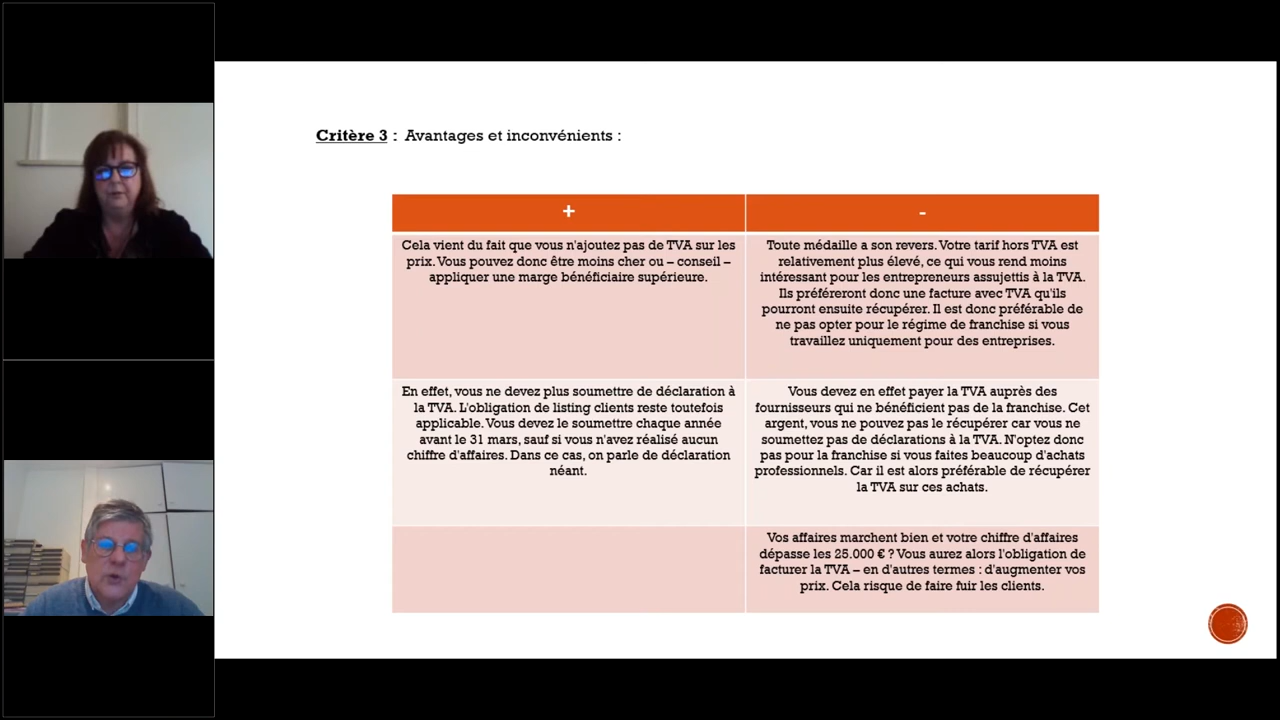 Critère 3 : Avantages et inconvénients :
+
-
Cela vient du fait que vous n'ajoutez pas de TVA sur les
prix. Vous pouvez donc être moins cher ou – conseil –
appliquer une marge bénéficiaire supérieure.
Toute médaille a son revers. Votre tarif hors TVA est
relativement plus élevé, ce qui vous rend moins
intéressant pour les entrepreneurs assujettis à la TVA.
Ils préféreront donc une facture avec TVA qu'ils
pourront ensuite récupérer. Il est donc préférable de
ne pas opter pour le régime de franchise si vous
travaillez uniquement pour des entreprises.
En effet, vous ne devez plus soumettre de déclaration à
la TVA. L'obligation de listing clients reste toutefois
applicable. Vous devez le soumettre chaque année
avant le 31 mars, sauf si vous n'avez réalisé aucun
chiffre d'affaires. Dans ce cas, on parle de déclaration
néant.
Vous devez en effet payer la TVA auprès des
fournisseurs qui ne bénéficient pas de la franchise. Cet
argent, vous ne pouvez pas le récupérer car vous ne
soumettez pas de déclarations à la TVA. N'optez donc
pas pour la franchise si vous faites beaucoup d'achats
professionnels. Car il est alors préférable de récupérer
la TVA sur ces achats.
Vos affaires marchent bien et votre chiffre d'affaires
dépasse les 25.000 € ? Vous aurez alors l'obligation de
facturer la TVA – en d'autres termes : d'augmenter vos
prix. Cela risque de faire fuir les clients.